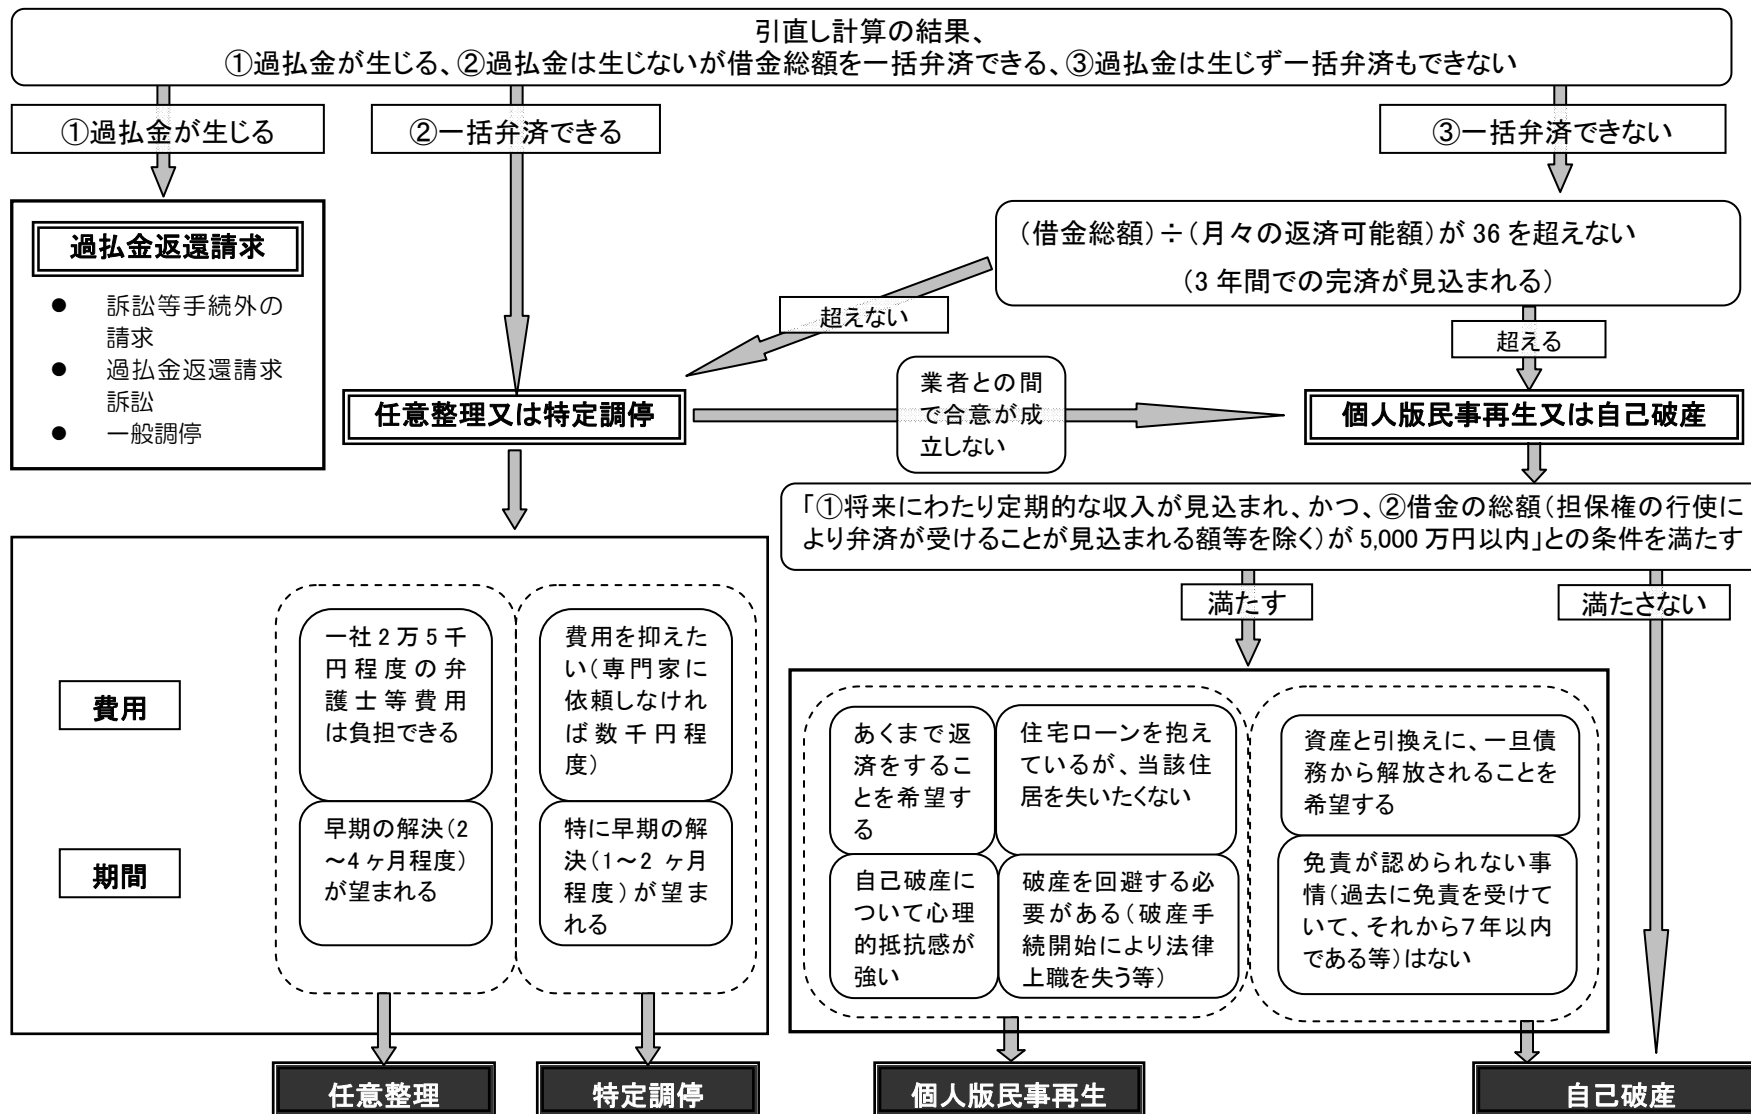 引直し計算の結果、
①過払金が生じる、②過払金は生じないが借金総額を一括弁済できる、③過払金は生じず一括弁済もできない
①過払金が生じる
②一括弁済できる
③一括弁済できない
過払金返還請求
● 訴訟等手続外の
請求
● 過払金返還請求
訴訟
● 一般調停
(借金総額)÷(月々の返済可能額)が 36 を超えない
(3 年間での完済が見込まれる)
超えない
超える
任意整理又は特定調停
業者との間
で合意が成
立しない
個人版民事再生又は自己破産
「①将来にわたり定期的な収入が見込まれ、かつ、②借金の総額(担保権の行使に
より弁済が受けることが見込まれる額等を除く)が 5,000 万円以内」との条件を満たす
満たす
満たさない
費用
一社 2 万 5 千
円程度の弁
護士等費用
は負担できる
費用を抑えた
い(専門家に
依頼しなけれ
ば数千円程
度)
期間
早期の解決(2
～4 ヶ月程度)
が望まれる
特に早期の解
決(1～2 ヶ月
程度)が望ま
れる
あくまで返
済をするこ
とを希望す
る
住宅ローンを抱え
ているが、当該住
居を失いたくない
自己破産に
ついて心理
的抵抗感が
強い
破産を回避する必
要がある(破産手
続開始により法律
上職を失う等)
資産と引換えに、一旦債
務から解放されることを
希望する
免責が認められない事
情(過去に免責を受けて
いて、それから7年以内
である等)はない
任意整理
特定調停
個人版民事再生
自己破産